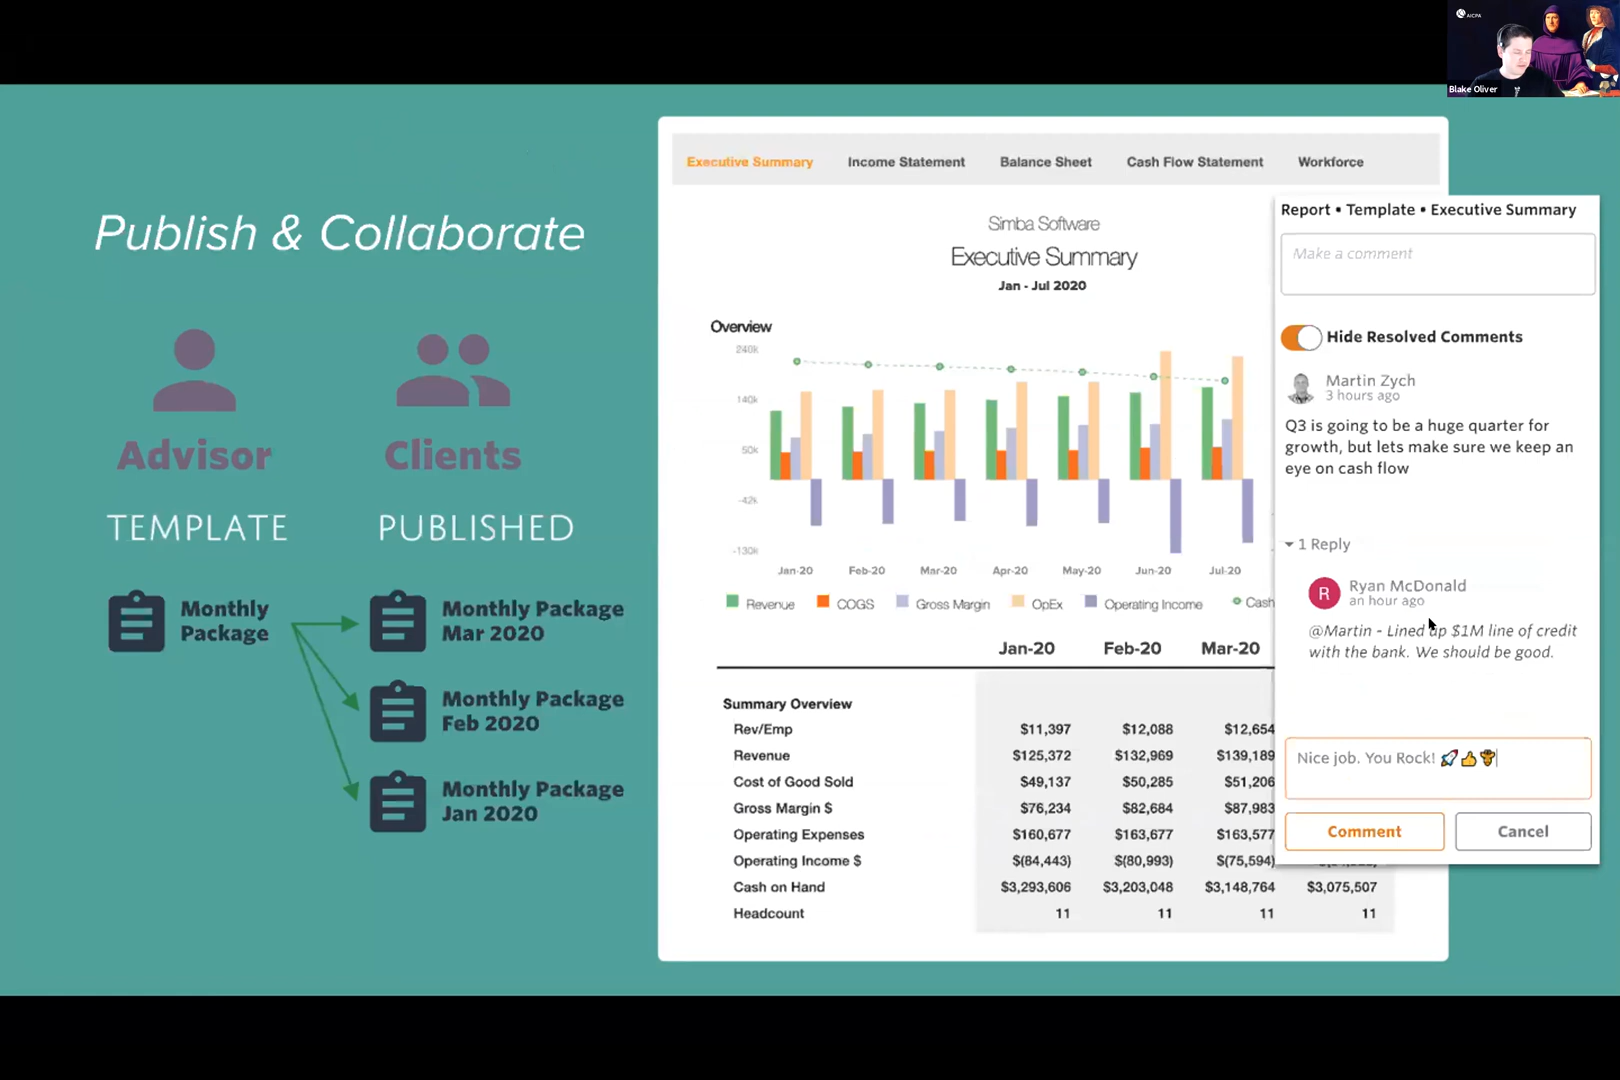 AICPA
Blake Oliver
Publish & Collaborate
Advisor
Clients
TEMPLATE
PUBLISHED
Monthly
Package
Monthly Package
Mar 2020
Monthly Package
Feb 2020
Monthly Package
Jan 2020
Executive Summary Income Statement Balance Sheet Cash Flow Statement Workforce
Simba Software
Executive Summary
Jan - Jul 2020
Overview
240k
140k
50k
-42k
-130k
Jan-20 Feb-20 Mar-20 Apr-20 May-20 Jun-20 Jul-20
Revenue COGS Gross Margin OpEx Operating Income Cash
Jan-20 Feb-20 Mar-20
Summary Overview
Rev/Emp $11,397 $12,088 $12,654
Revenue $125,372 $132,969 $139,189
Cost of Good Sold $49,137 $50,285 $51,206
Gross Margin $ $76,234 $82,684 $87,983
Operating Expenses $160,677 $163,677 $163,577
Operating Income $ $(84,443) $(80,993) $(75,594)
Cash on Hand $3,293,606 $3,203,048 $3,148,764 $3,075,507
Headcount 11 11 11 11
Report • Template • Executive Summary
Make a comment
Hide Resolved Comments
Martin Zych
3 hours ago
Q3 is going to be a huge quarter for
growth, but lets make sure we keep an
eye on cash flow
1 Reply
R
Ryan McDonald
an hour ago
@Martin - Lined up $1M line of credit
with the bank. We should be good.
Nice job. You Rock! 🚀👍🤠
Comment Cancel